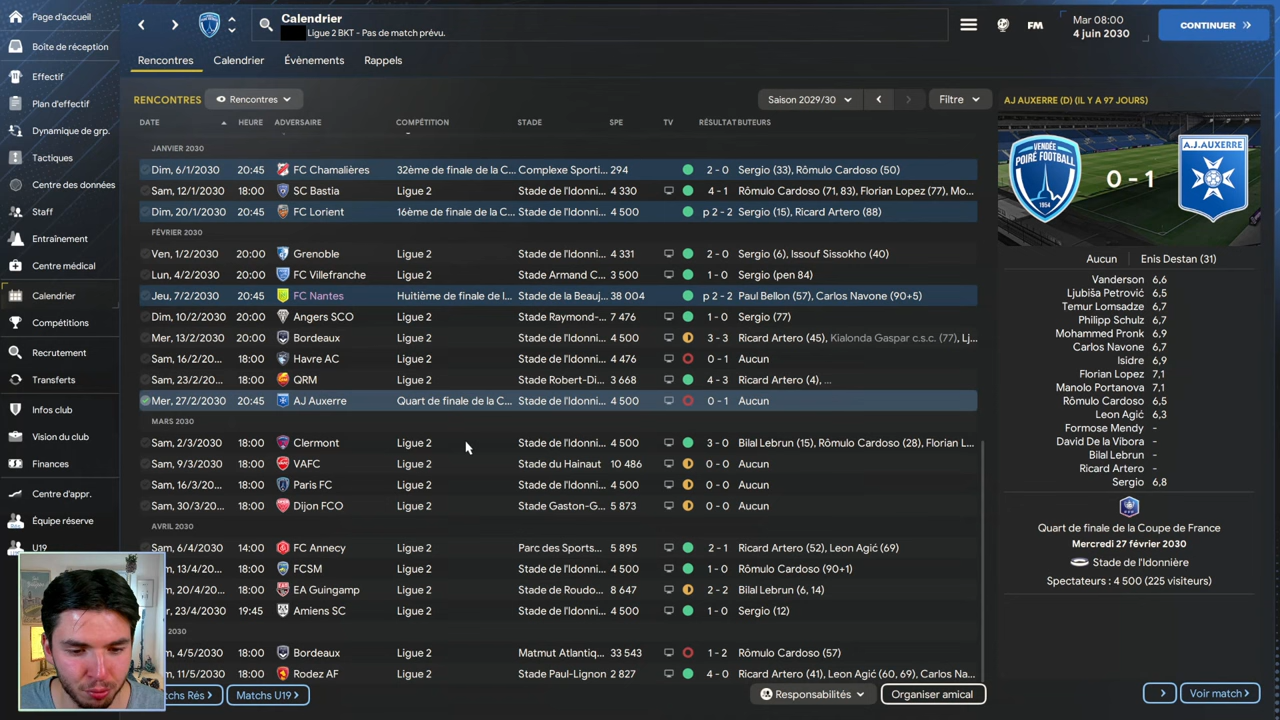 Page d'accueil
Boîte de réception
Effectif
Plan d'effectif
Dynamique de grp.
Tactiques
Centre des données
Staff
Entraînement
Centre médical
Calendrier
Compétitions
Recrutement
Transferts
Infos club
Vision du club
Finances
Centre d'appr.
Équipe réserve
U19
Calendrier
Ligue 2 BKT - Pas de match prévu.
FM
Mar 08:00
4 juin 2030
CONTINUER
Rencontres Calendrier Évènements Rappels
RENCONTRES Rencontres Saison 2029/30 Filtre
DATE HEURE ADVERSAIRE COMPÉTITION STADE SPE TV RÉSULTAT BUTEURS
JANVIER 2030
Dim, 6/1/2030 20:45 FC Chamalières 32ème de finale de la C... Complexe Sporti... 294 2 - 0 Sergio (33), Rômulo Cardoso (50)
Sam, 12/1/2030 18:00 SC Bastia Ligue 2 Stade de l'Idonni... 4 330 4 - 1 Rômulo Cardoso (71, 83), Florian Lopez (77), Mo...
Dim, 20/1/2030 20:45 FC Lorient 16ème de finale de la C... Stade de l'Idonni... 4 500 p 2 - 2 Sergio (15), Ricard Artero (88)
FÉVRIER 2030
Ven, 1/2/2030 20:00 Grenoble Ligue 2 Stade de l'Idonni... 4 331 2 - 0 Sergio (6), Issouf Sissokho (40)
Lun, 4/2/2030 20:00 FC Villefranche Ligue 2 Stade Armand C... 3 500 1 - 0 Sergio (pen 84)
Jeu, 7/2/2030 20:45 FC Nantes Huitième de finale de l... Stade de la Beauj... 38 004 p 2 - 2 Paul Bellon (57), Carlos Navone (90+5)
Dim, 10/2/2030 20:00 Angers SCO Ligue 2 Stade Raymond-... 7 476 1 - 0 Sergio (77)
Mer, 13/2/2030 20:00 Bordeaux Ligue 2 Stade de l'Idonni... 4 500 3 - 3 Ricard Artero (45), Kialonda Gaspar c.s.c. (77), Lj...
Sam, 16/2/20... 18:00 Havre AC Ligue 2 Stade de l'Idonni... 4 476 0 - 1 Aucun
Sam, 23/2/20... 18:00 QRM Ligue 2 Stade Robert-Di... 3 668 4 - 3 Ricard Artero (4), ...
Mer, 27/2/2030 20:45 AJ Auxerre Quart de finale de la C... Stade de l'Idonni... 4 500 0 - 1 Aucun
MARS 2030
Sam, 2/3/2030 18:00 Clermont Ligue 2 Stade de l'Idonni... 4 500 3 - 0 Bilal Lebrun (15), Rômulo Cardoso (28), Florian L...
Sam, 9/3/2030 18:00 VAFC Ligue 2 Stade du Hainaut 10 486 0 - 0 Aucun
Sam, 16/3/2030 18:00 Paris FC Ligue 2 Stade de l'Idonni... 4 500 0 - 0 Aucun
Sam, 30/3/2030 18:00 Dijon FCO Ligue 2 Stade Gaston-G... 5 873 0 - 0 Aucun
AVRIL 2030
Sam, 6/4/2030 14:00 FC Annecy Ligue 2 Parc des Sports... 5 895 2 - 1 Ricard Artero (52), Leon Agić (69)
Sam, 13/4/2030 18:00 FCSM Ligue 2 Stade de l'Idonni... 4 500 1 - 0 Rômulo Cardoso (90+1)
m, 20/4/2030 18:00 EA Guingamp Ligue 2 Stade de Roudo... 8 647 2 - 2 Bilal Lebrun (6, 14)
er, 23/4/2030 19:45 Amiens SC Ligue 2 Stade de l'Idonni... 4 500 1 - 0 Sergio (12)
2030
m, 4/5/2030 18:00 Bordeaux Ligue 2 Matmut Atlantiq... 33 543 1 - 2 Rômulo Cardoso (57)
m, 11/5/2030 18:00 Rodez AF Ligue 2 Stade Paul-Lignon 2 827 4 - 0 Ricard Artero (41), Leon Agić (60, 69), Carlos Na...
tchs Rés Matchs U19 Responsabilités Organiser amical
AJ AUXERRE (D) (IL Y A 97 JOURS)
VENDÉE
POIRÉ FOOTBALL
1954
0 - 1
A.J.AUXERRE
Aucun Enis Destan (31)
Vanderson 6,6
Ljubiša Petrović 6,5
Temur Lomsadze 6,7
Philipp Schulz 6,7
Mohammed Pronk 6,9
Carlos Navone 6,7
Isidre 6,9
Florian Lopez 7,1
Manolo Portanova 7,1
Rômulo Cardoso 6,5
Leon Agić 6,3
Formose Mendy -
David De la Víbora -
Bilal Lebrun -
Ricard Artero -
Sergio 6,8
Quart de finale de la Coupe de France
Mercredi 27 février 2030
Stade de l'Idonnière
Spectateurs : 4 500 (225 visiteurs)
Voir match